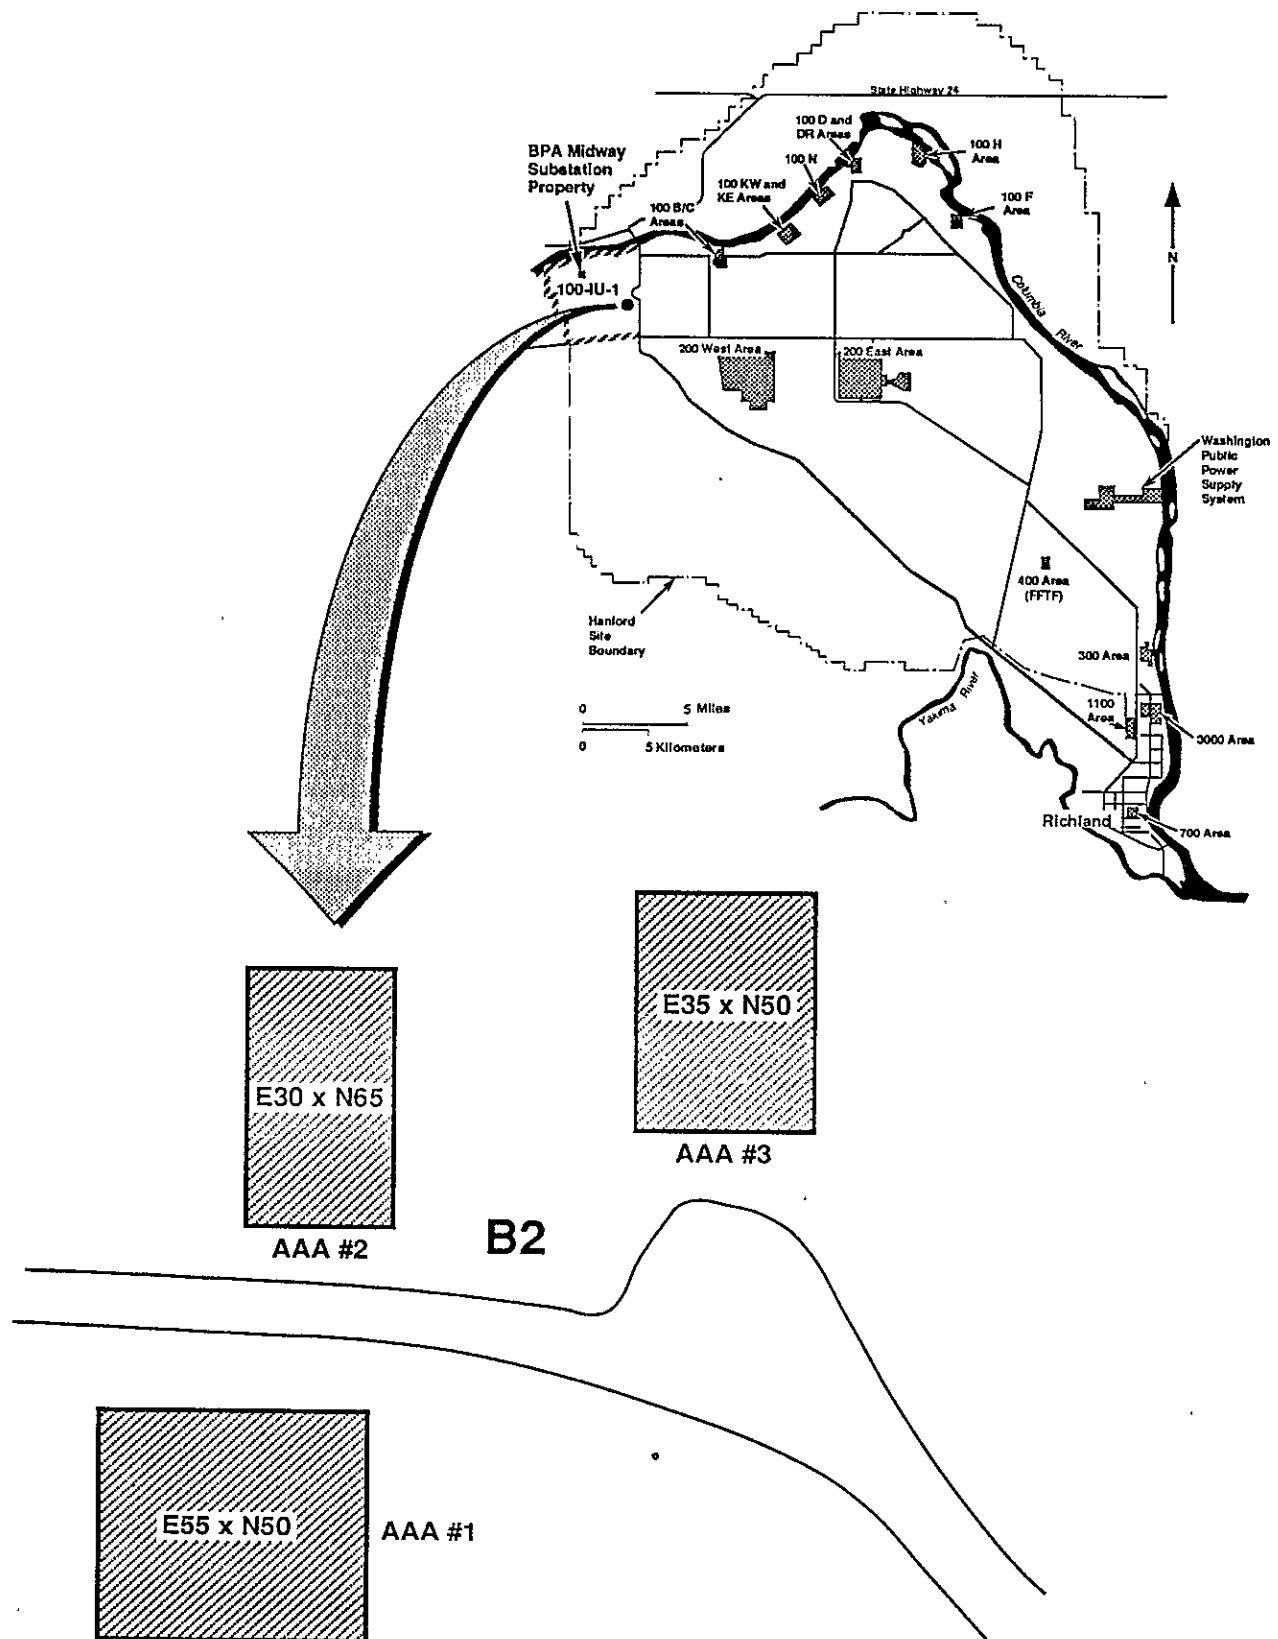 State Highway 24
100 D and
DR Areas
100 H
Area
BPA Midway
Substation
Property
100 N
100 KW and
KE Areas
100 F
Area
100 B/C
Areas
N
100-IU-1
Columbia
River
200 West Area
200 East Area
Washington
Public
Power
Supply
System
400 Area
(FFTF)
Hanford
Site
Boundary
300 Area
Yakima River
0 5 Miles
0 5 Kilometers
1100
Area
3000 Area
Richland
700 Area
E35 x N50
E30 x N65
AAA #3
B2
AAA #2
E55 x N50
AAA #1